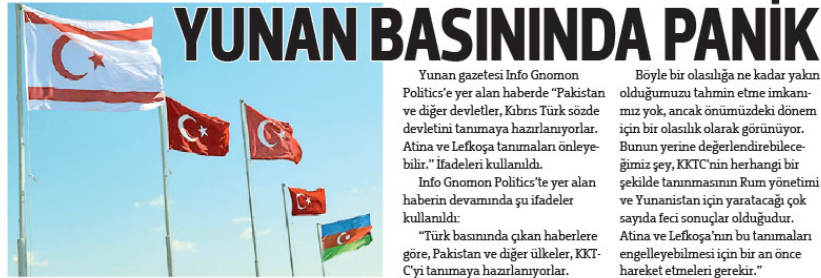 YUNAN BASININDA PANİK
Yunan gazetesi Info Gnomon
Politics'e yer alan haberde “Pakistan
ve diğer devletler, Kıbrıs Türk sözde
devletini tanımaya hazırlanıyorlar.
Atina ve Lefkoşa tanımaları önleye-
bilir.” İfadeleri kullanıldı.
Info Gnomon Politics'te yer alan
haberin devamında şu ifadeler
kullanıldı:
“Türk basınında çıkan haberlere
göre, Pakistan ve diğer ülkeler, KKT-
C'yi tanımaya hazırlanıyorlar.
Böyle bir olasılığa ne kadar yakın
olduğumuzu tahmin etme imkanı-
mız yok, ancak önümüzdeki dönem
için bir olasılık olarak görünüyor.
Bunun yerine değerlendirebilece-
ğimiz şey, KKTC'nin herhangi bir
şekilde tanınmasının Rum yönetimi
ve Yunanistan için yaratacağı çok
sayıda feci sonuçlar olduğudur.
Atina ve Lefkoşa'nın bu tanımaları
engelleyebilmesi için bir an önce
hareket etmeleri gerekir.”